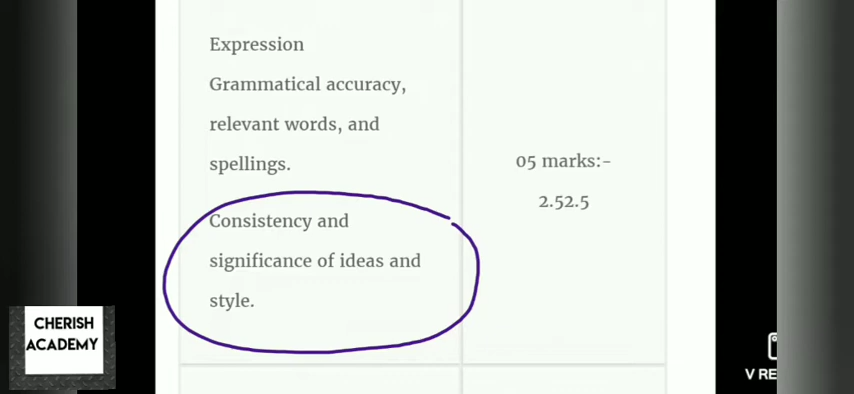 Expression
Grammatical accuracy,
relevant words, and
spellings.
Consistency and
significance of ideas and
style.
05 marks:-
2.52.5
CHERISH
ACADEMY
V RE